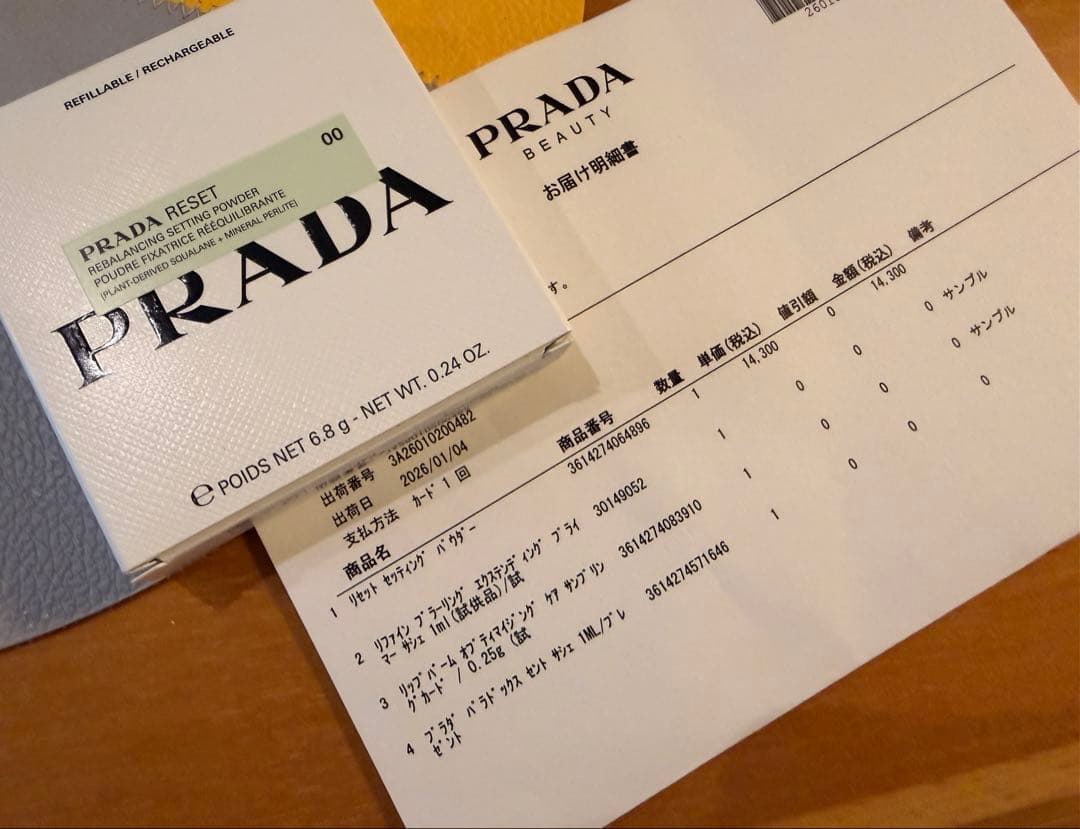 REFILLABLE / RECHARGEABLE
00
PRADA RESET
REBALANCING SETTING POWDER
POUDRE FIXATRICE RÉÉQUILIBRANTE
[PLANT-DERIVED SQUALANE + MINERAL PERLITE]
PRADA
e POIDS NET 6.8 g - NET WT. 0.24 OZ.
PRADA
BEAUTY
お届け明細書
す。
出荷番号 3A26010200482
出荷日 2026/01/04
支払方法 カード 1 回
商品名 商品番号 数量 単価(税込) 値引額 金額(税込) 備考
1 リセット セッティング パウダー 3614274064896 1 14,300 0 14,300
2 リファイン ブラーリング エクステンディング プライ 30149052 1 0 0 0 サンプル
マー サシェ 1ml(試供品)/試
3 リップ バーム オプティマイジング ケア サンプリン 3614274083910 1 0 0 0 サンプル
グ カード / 0.25g (試
4 プラダ パラドックス セント サシェ 1ML/プレ 3614274571646 1 0 0 0
ゼント